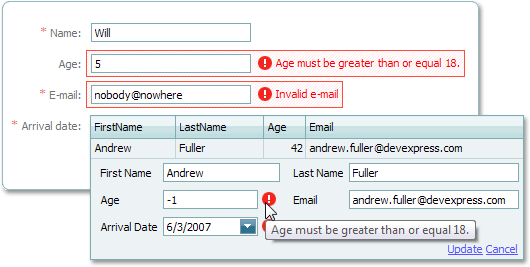 * Name: Will
Age: 5 Age must be greater than or equal 18.
* E-mail: nobody@nowhere Invalid e-mail
* Arrival date:
FirstName LastName Age Email
Andrew Fuller 42 andrew.fuller@devexpress.com
First Name Andrew Last Name Fuller
Age -1 Email andrew.fuller@devexpress.com
Arrival Date 6/3/2007
Age must be greater than or equal 18.
Update Cancel